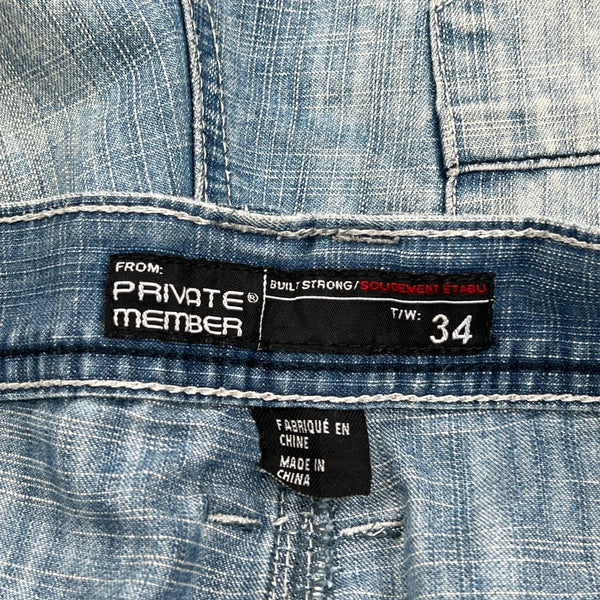 FROM:
PRIVATE®
MEMBER
BUILT STRONG/SOLIDEMENT ÉTABLI
T/W: 34
FABRIQUÉ EN
CHINE
MADE IN
CHINA